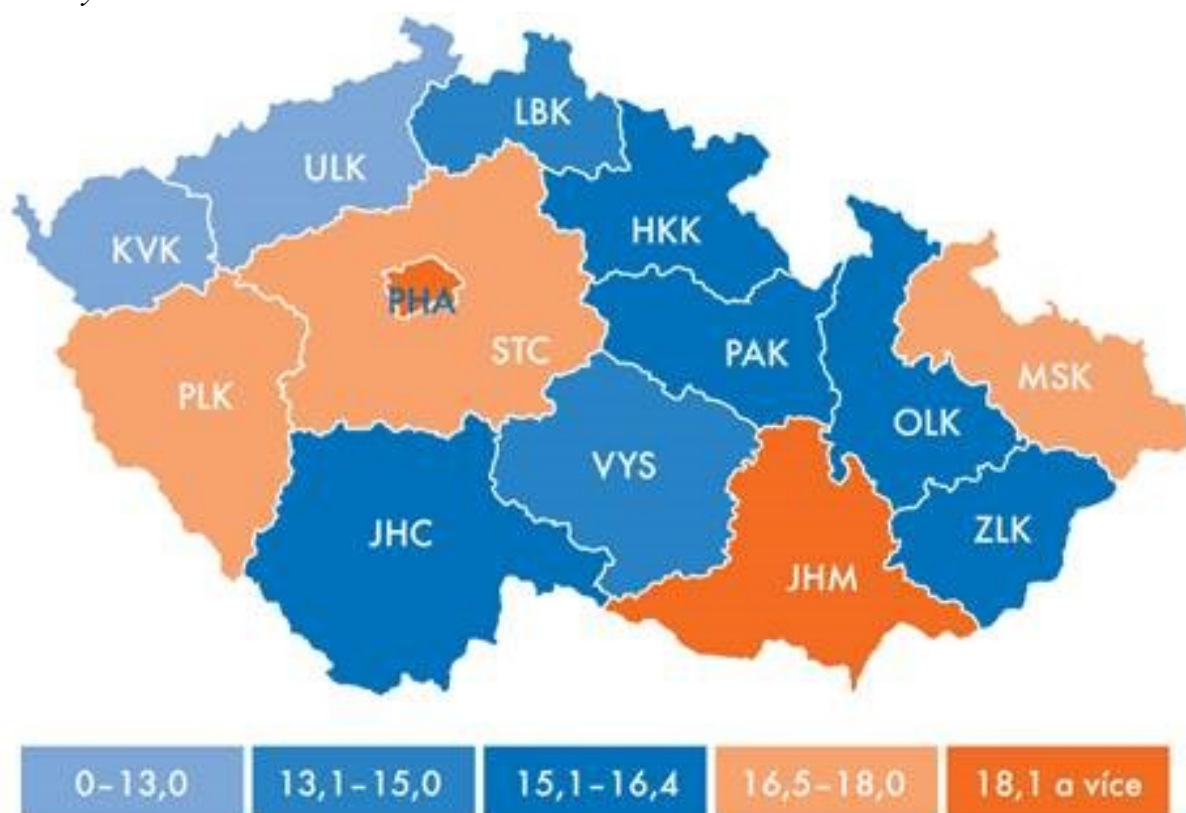 LBK
ULK
HKK
KVK
PHA
STC
PAK
MSK
PLK
OLK
VYS
JHC
ZLK
JHM
0–13,0 13,1–15,0 15,1–16,4 16,5–18,0 18,1 a více